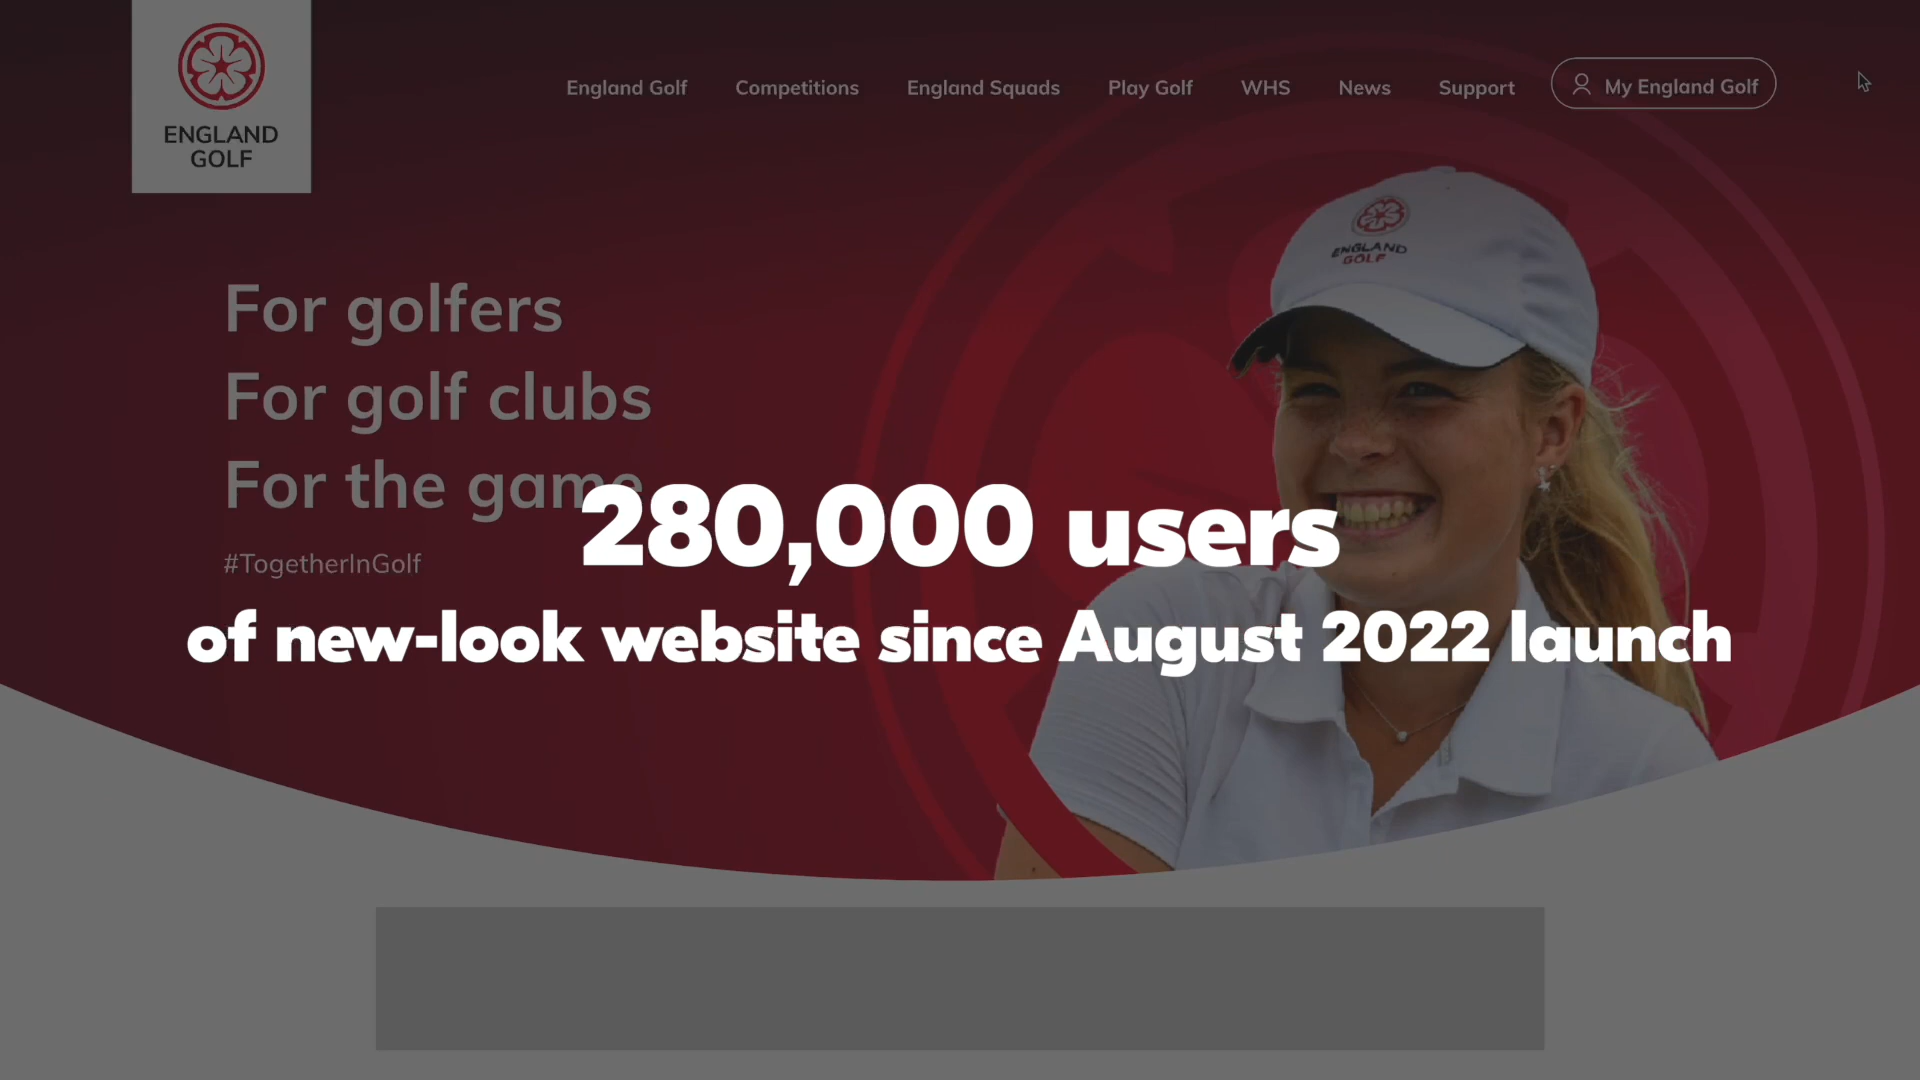 ENGLAND
GOLF
England Golf
Competitions
England Squads
Play Golf
WHS
News
Support
My England Golf
ENGLAND
GOLF
For golfers
For golf clubs
For the game
#TogetherInGolf
280,000 users
of new-look website since August 2022 launch